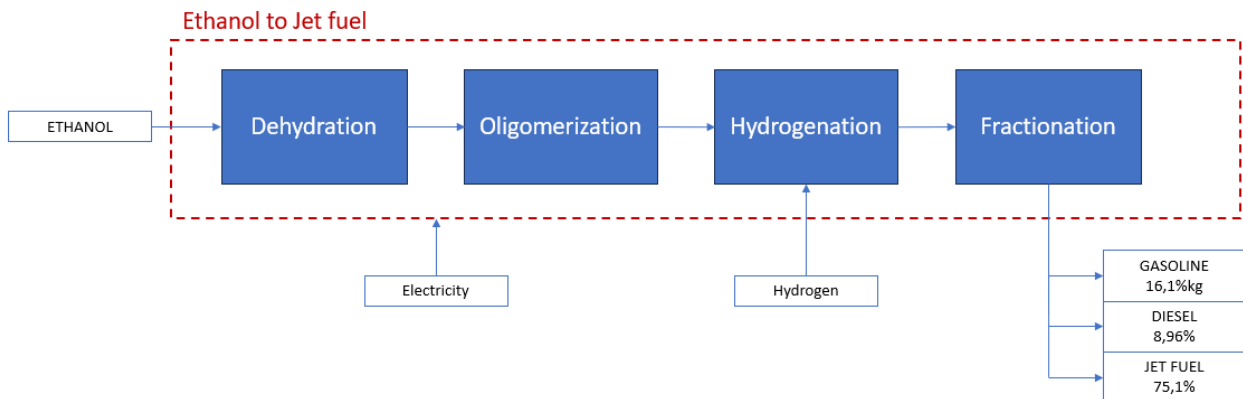 Ethanol to Jet fuel
ETHANOL
Dehydration
Oligomerization
Hydrogenation
Fractionation
Electricity
Hydrogen
GASOLINE
16,1%kg
DIESEL
8,96%
JET FUEL
75,1%